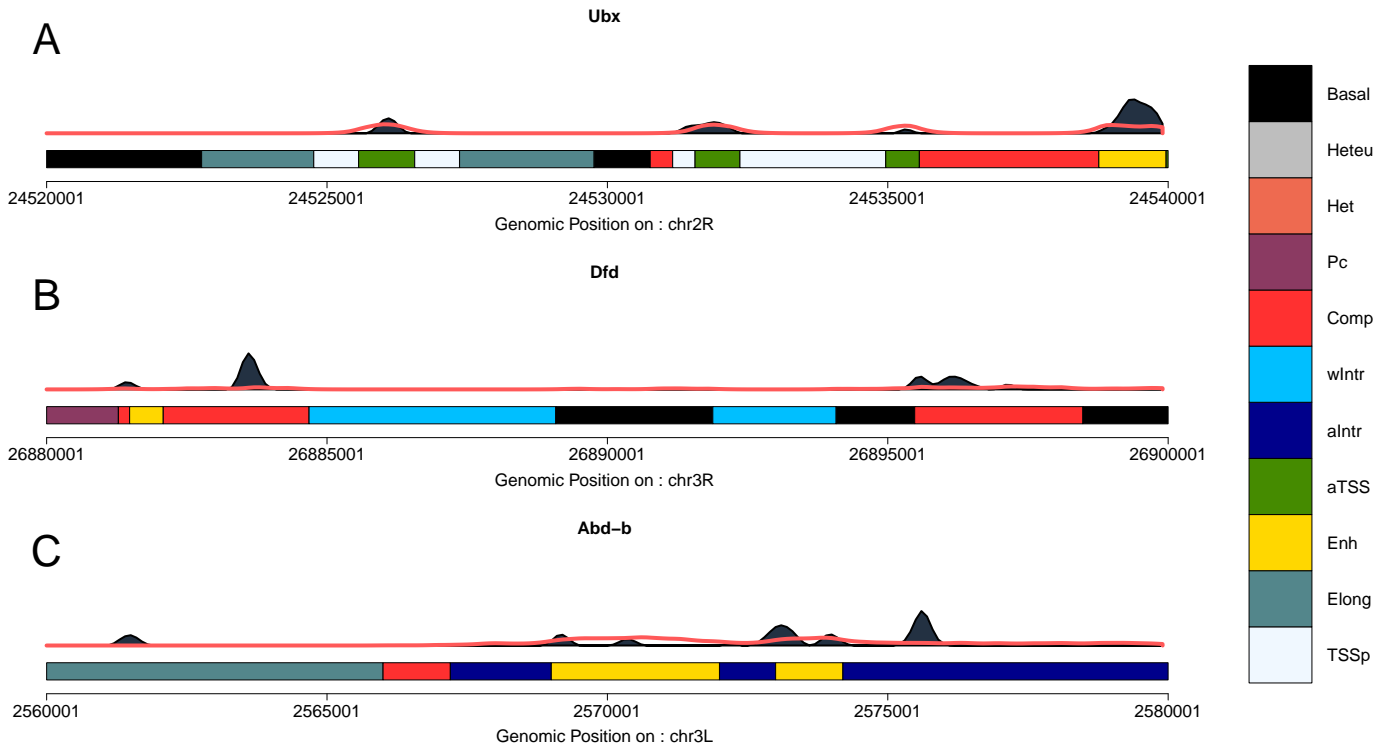 A
Ubx
24520001 24525001 24530001 24535001 24540001
Genomic Position on : chr2R
B
Dfd
26880001 26885001 26890001 26895001 26900001
Genomic Position on : chr3R
C
Abd−b
2560001 2565001 2570001 2575001 2580001
Genomic Position on : chr3L
Basal
Heteu
Het
Pc
Comp
wIntr
aIntr
aTSS
Enh
Elong
TSSp